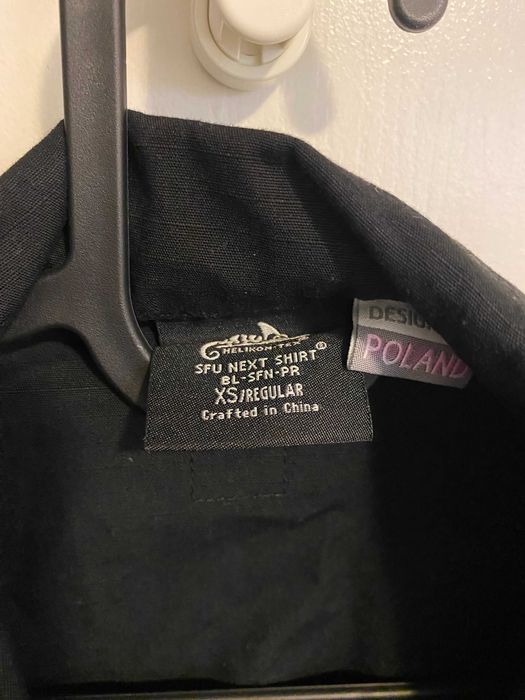 HELIKON-TEX®
SFU NEXT SHIRT
BL-SFN-PR
XS/REGULAR
Crafted in China
POLAND